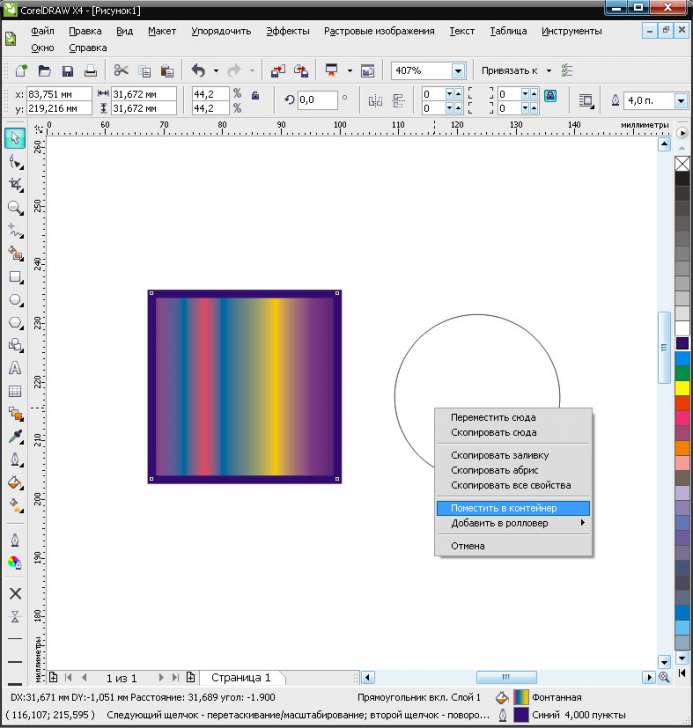 CorelDRAW X4 - [Рисунок1]
Файл Правка Вид Макет Упорядочить Эффекты Растровые изображения Текст Таблица Инструменты
Окно Справка
407% Привязать к
x: 83,751 мм 31,672 мм 44,2 % 0,0 ° 0 0 4,0 п.
y: 219,216 мм 31,672 мм 44,2 % 0 0
0 60 70 80 90 100 110 120 130 140 миллиметры
260
250
240
230
220
210
200
190
180
миллиметры
Переместить сюда
Скопировать сюда
Скопировать заливку
Скопировать абрис
Скопировать все свойства
Поместить в контейнер
Добавить в ролловер
Отмена
1 из 1 Страница 1
DX:31,671 мм DY:-1,051 мм Расстояние: 31,689 угол: -1.900 Прямоугольник вкл. Слой 1 Фонтанная
( 116,107; 215,595 ) Следующий щелчок - перетаскивание/масштабирование; второй щелчок - поворо... Синий 4,000 пункты